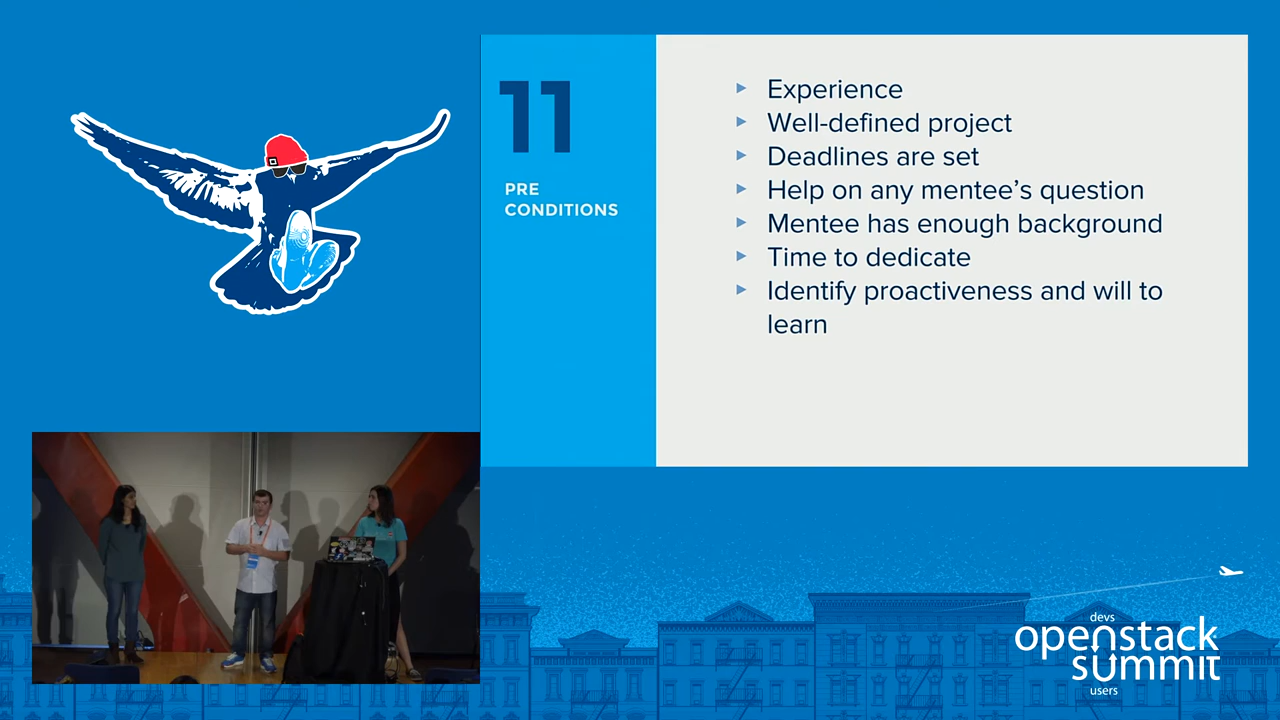 11
PRE
CONDITIONS
Experience
Well-defined project
Deadlines are set
Help on any mentee’s question
Mentee has enough background
Time to dedicate
Identify proactiveness and will to
learn
devs
openstack
summit
users